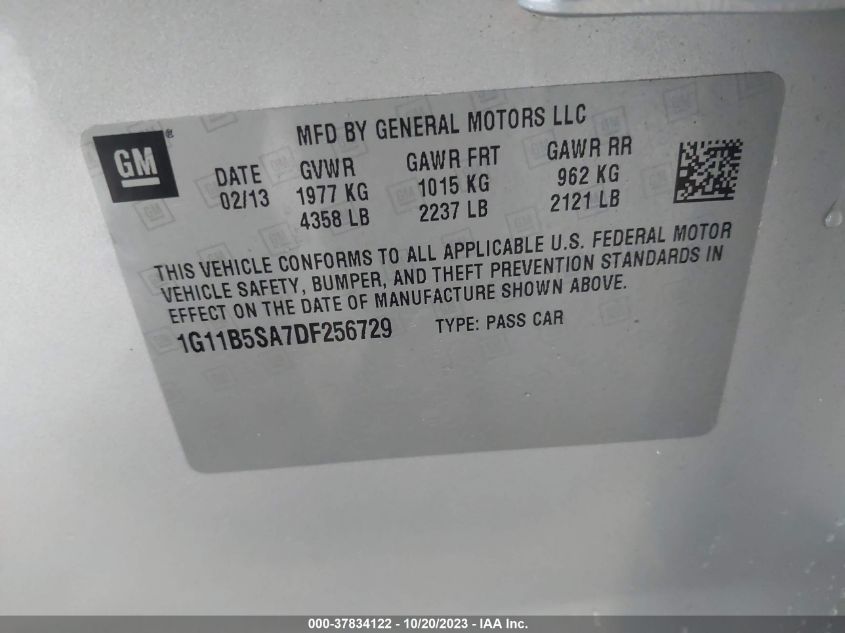 GM®
MFD BY GENERAL MOTORS LLC
DATE GVWR GAWR FRT GAWR RR
02/13 1977 KG 1015 KG 962 KG
4358 LB 2237 LB 2121 LB
THIS VEHICLE CONFORMS TO ALL APPLICABLE U.S. FEDERAL MOTOR
VEHICLE SAFETY, BUMPER, AND THEFT PREVENTION STANDARDS IN
EFFECT ON THE DATE OF MANUFACTURE SHOWN ABOVE.
1G11B5SA7DF256729 TYPE: PASS CAR
000-37834122 - 10/20/2023 - IAA Inc.